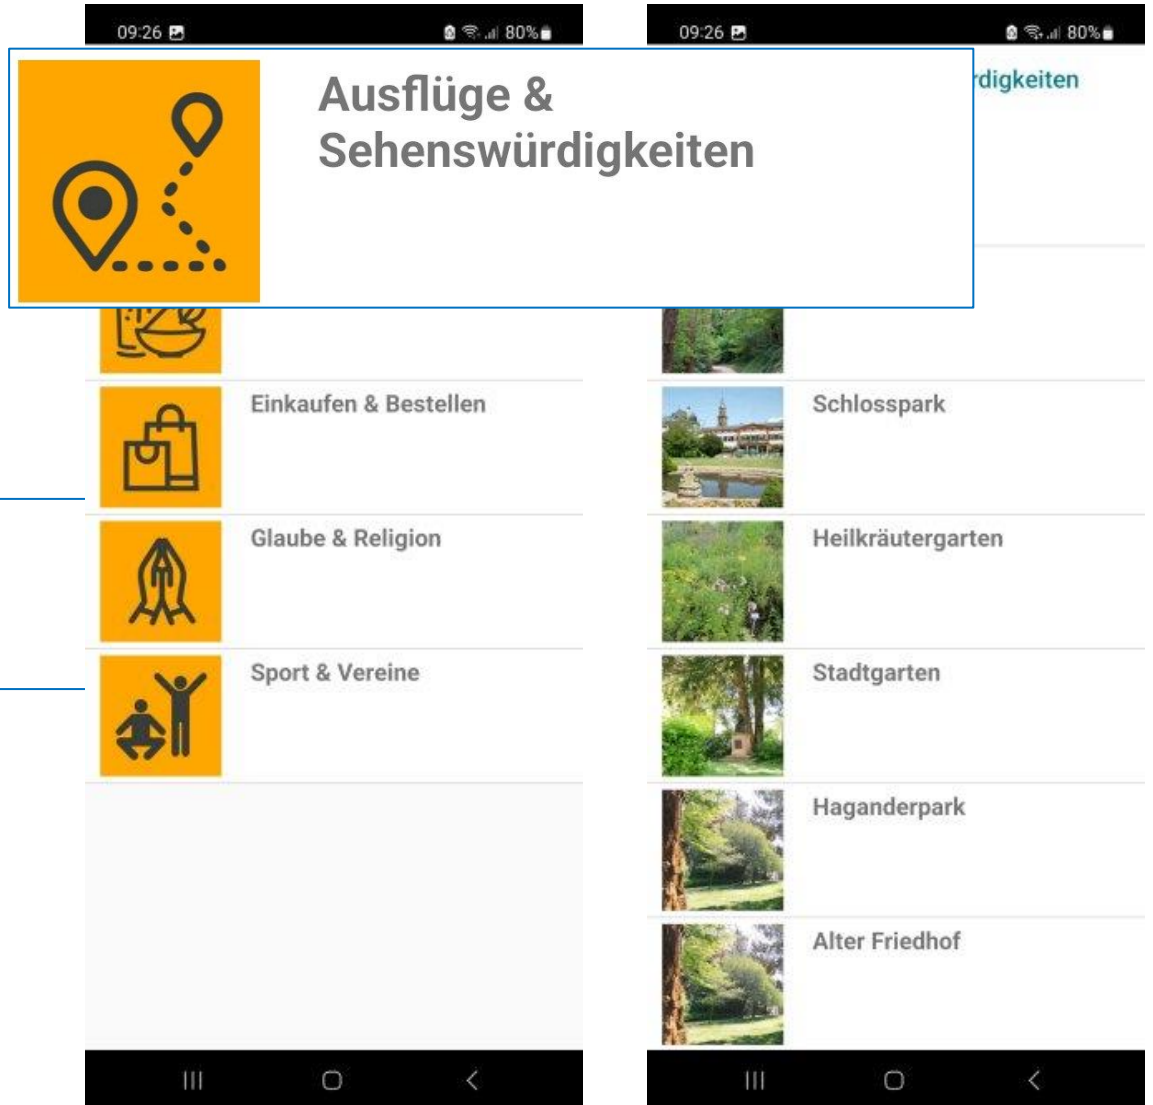 09:26
80%
09:26
80%
Ausflüge &
Sehenswürdigkeiten
rdigkeiten
Einkaufen & Bestellen
Glaube & Religion
Sport & Vereine
Schlosspark
Heilkräutergarten
Stadtgarten
Haganderpark
Alter Friedhof